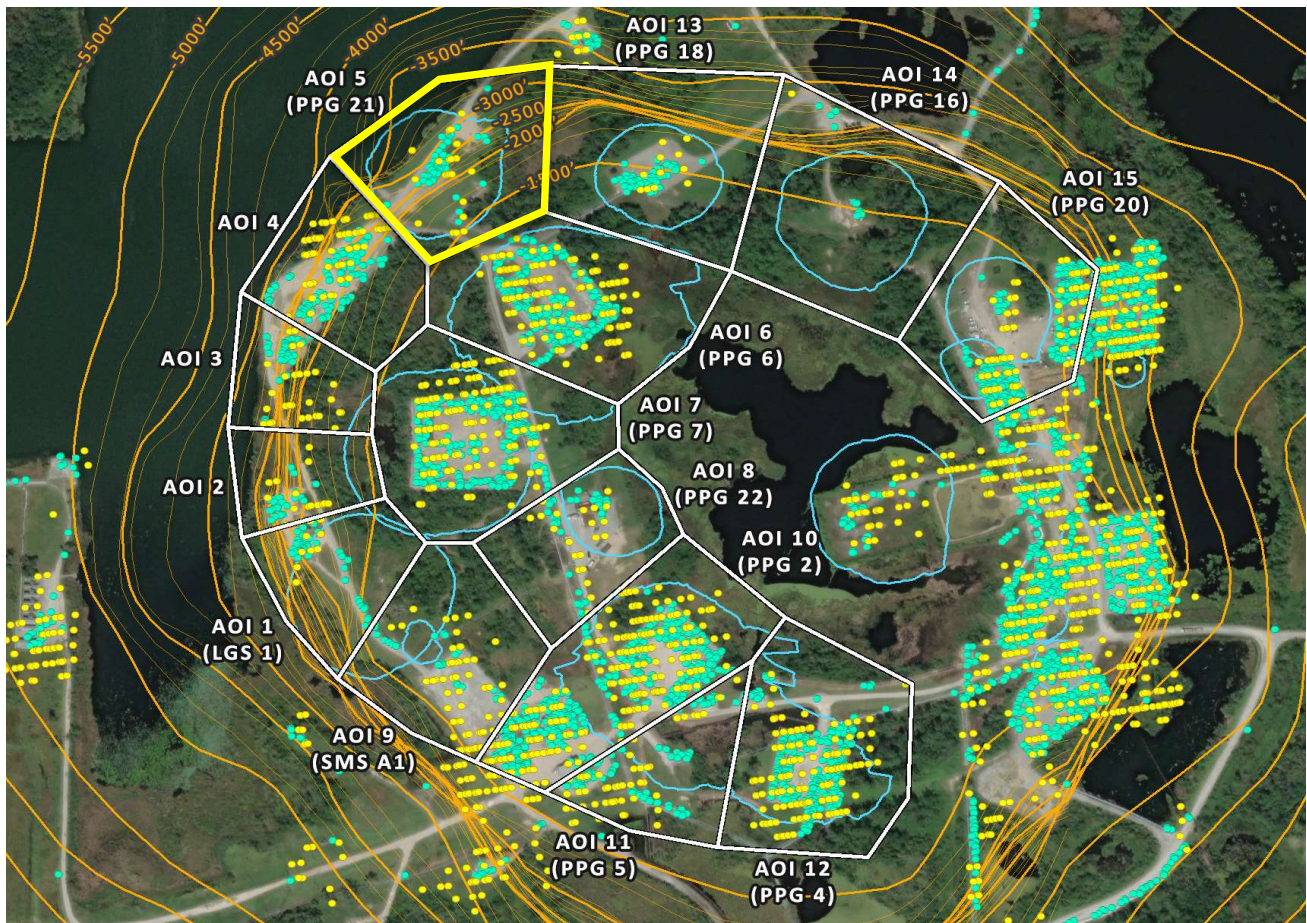 -5500'
-5000'
-4500'
-4000'
-3500'
-3000'
-2500'
-2000'
-1500'
AOI 13
(PPG 18)
AOI 14
(PPG 16)
AOI 5
(PPG 21)
AOI 15
(PPG 20)
AOI 4
AOI 3
AOI 6
(PPG 6)
AOI 7
(PPG 7)
AOI 2
AOI 8
(PPG 22)
AOI 10
(PPG 2)
AOI 1
(LGS 1)
AOI 9
(SMS A1)
AOI 11
(PPG 5)
AOI 12
(PPG 4)